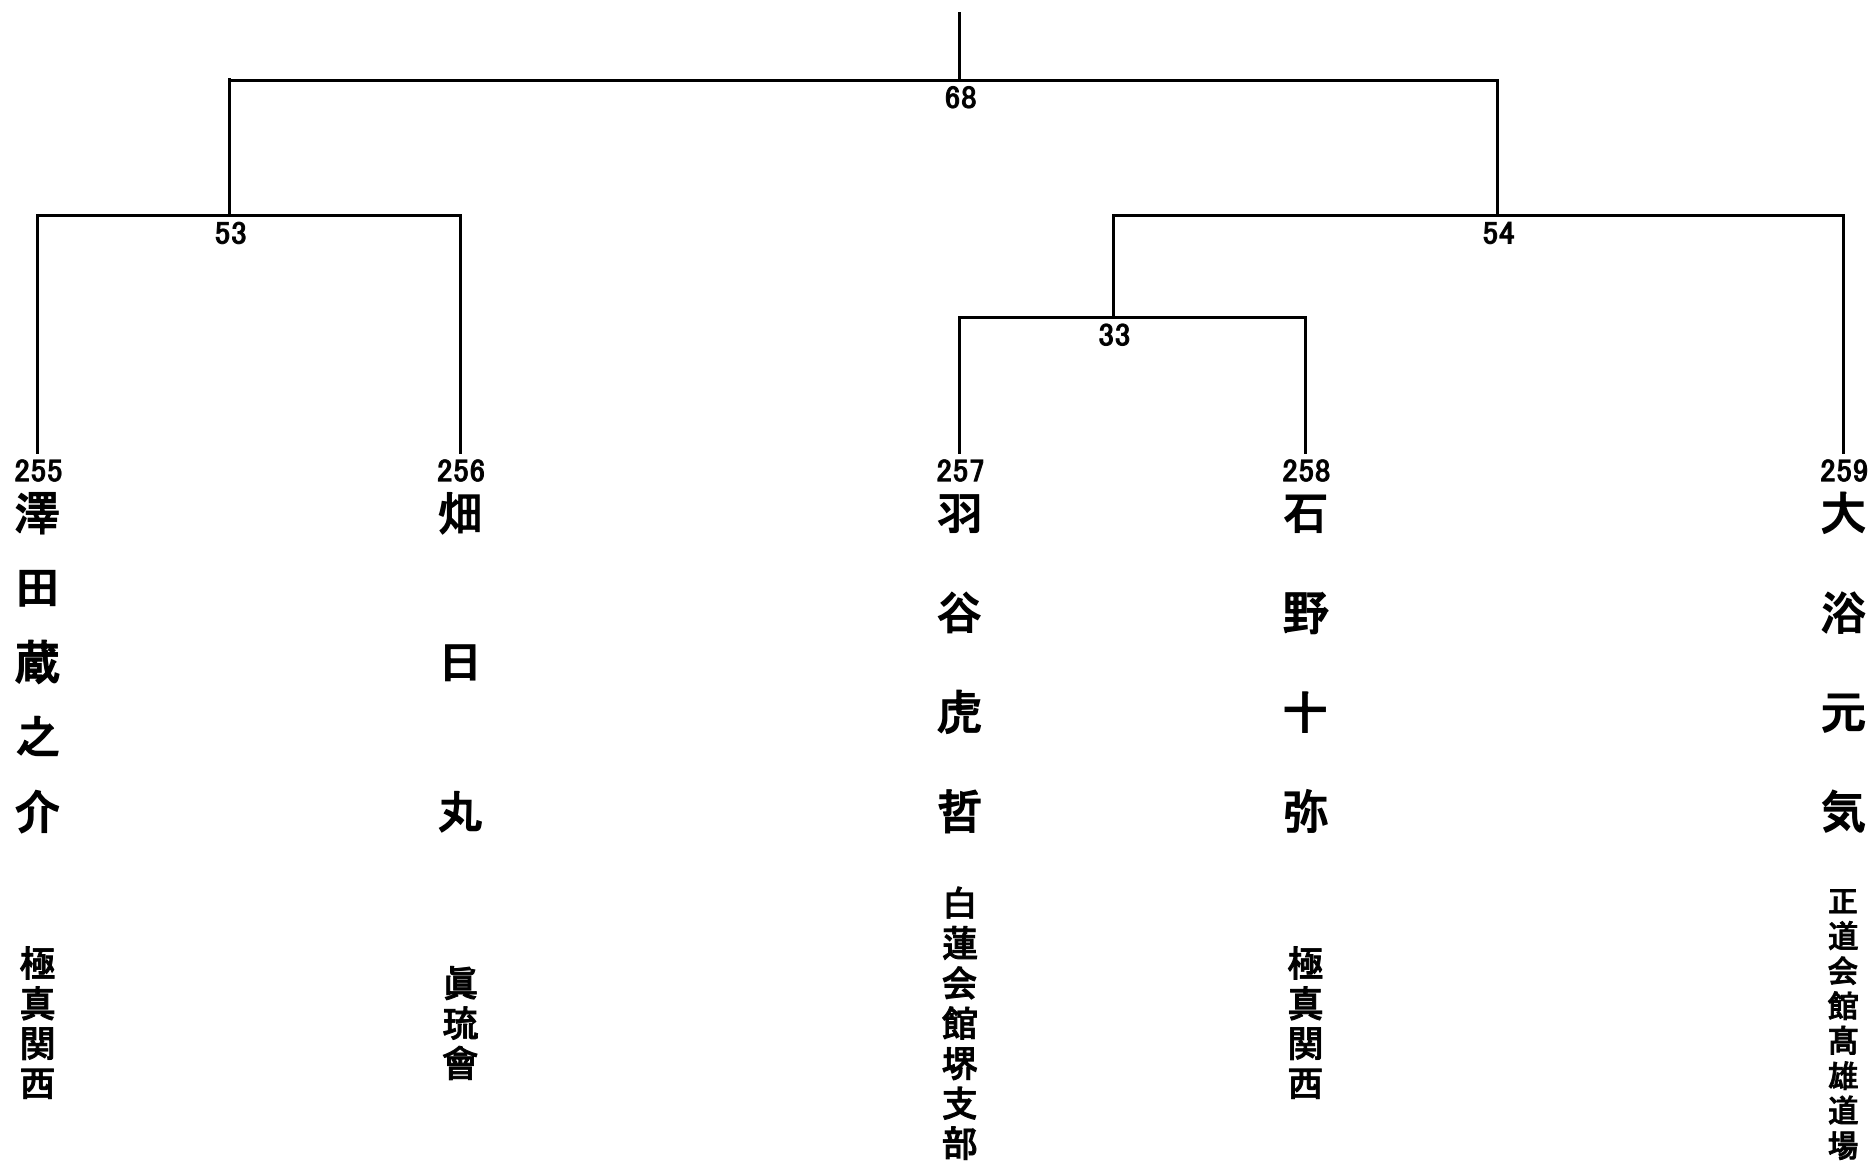 68
53
54
33
255
澤田蔵之介
極真関西
256
畑日丸
眞琉會
257
羽谷虎哲
白蓮会館堺支部
258
石野十弥
極真関西
259
大浴元気
正道会館髙雄道場